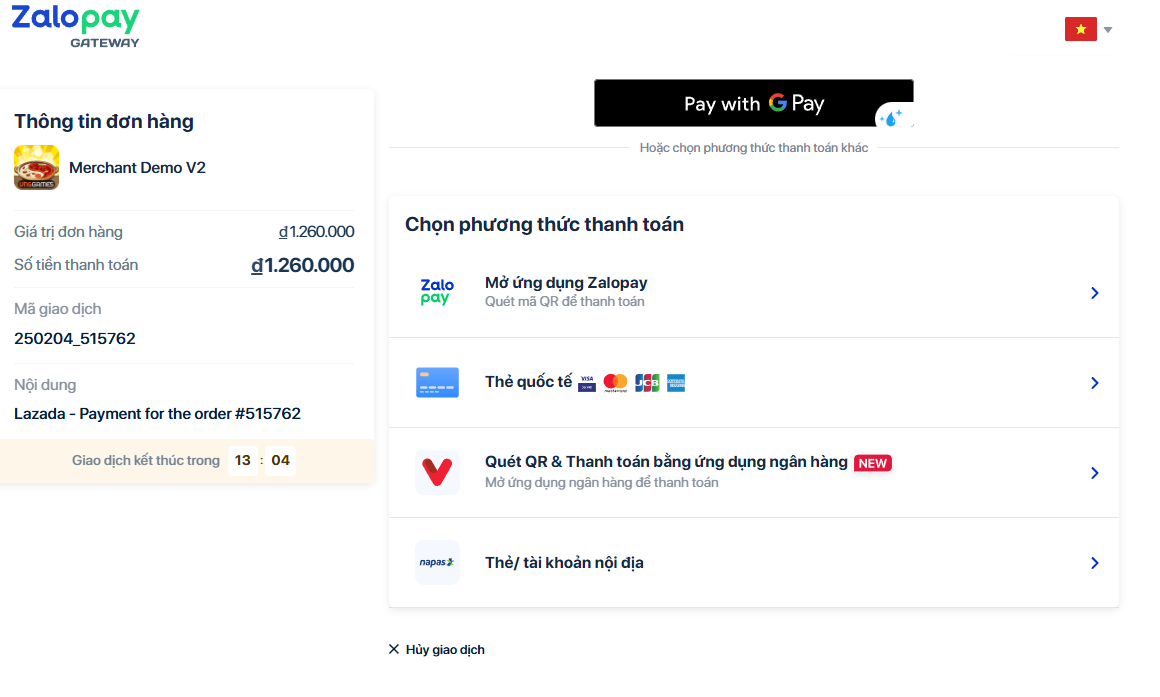 Zalopay
GATEWAY
Pay with G Pay
Hoặc chọn phương thức thanh toán khác
Thông tin đơn hàng
VNGGAMES
Merchant Demo V2
Giá trị đơn hàng ₫1.260.000
Số tiền thanh toán ₫1.260.000
Mã giao dịch
250204_515762
Nội dung
Lazada - Payment for the order #515762
Giao dịch kết thúc trong 13 : 04
Chọn phương thức thanh toán
Zalo
pay
Mở ứng dụng Zalopay
Quét mã QR để thanh toán
Thẻ quốc tế VISA mastercard JCB
Quét QR & Thanh toán bằng ứng dụng ngân hàng NEW
Mở ứng dụng ngân hàng để thanh toán
napas
Thẻ/ tài khoản nội địa
Hủy giao dịch